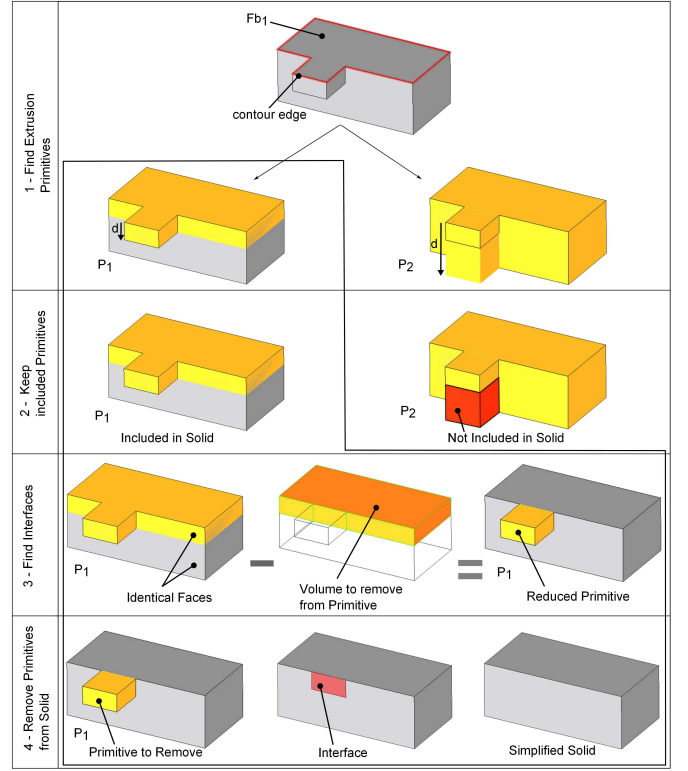 1 - Find Extrusion
Primitives
Fb1
contour edge
d
P1
d
P2
2 - Keep
included Primitives
P1
Included in Solid
P2
Not Included in Solid
3 - Find Interfaces
P1
Identical Faces
Volume to remove
from Primitive
P1
Reduced Primitive
4 - Remove Primitives
from Solid
P1
Primitive to Remove
Interface
Simplified Solid